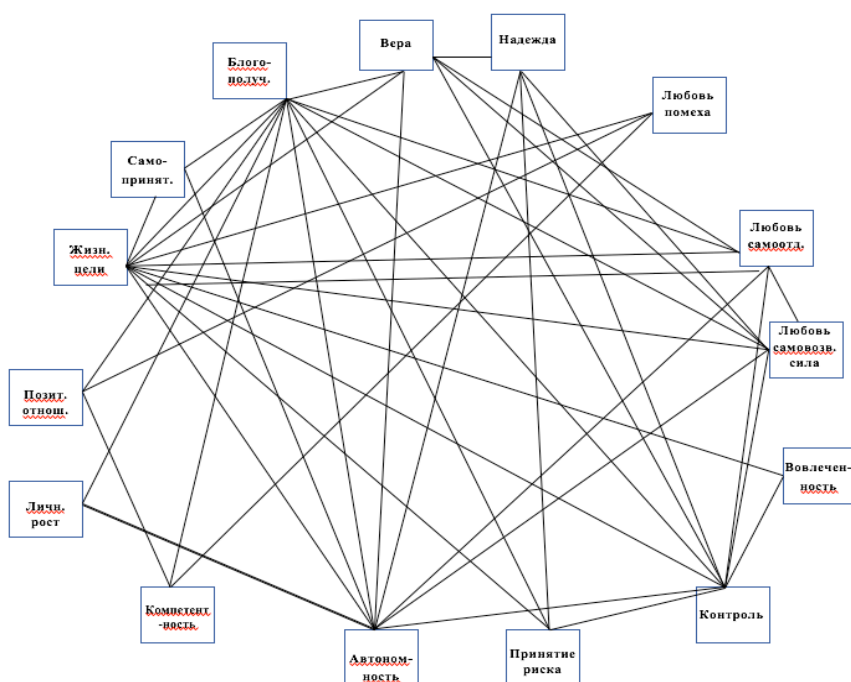 Вера
Надежда
Благо-
получ.
Любовь
помеха
Само-
принят.
Любовь
самоотд.
Жизн.
цели
Любовь
самовозв.
сила
Позит.
отнош.
Вовлечен-
ность
Личн.
рост
Компетент
-ность
Контроль
Автоном-
ность
Принятие
риска